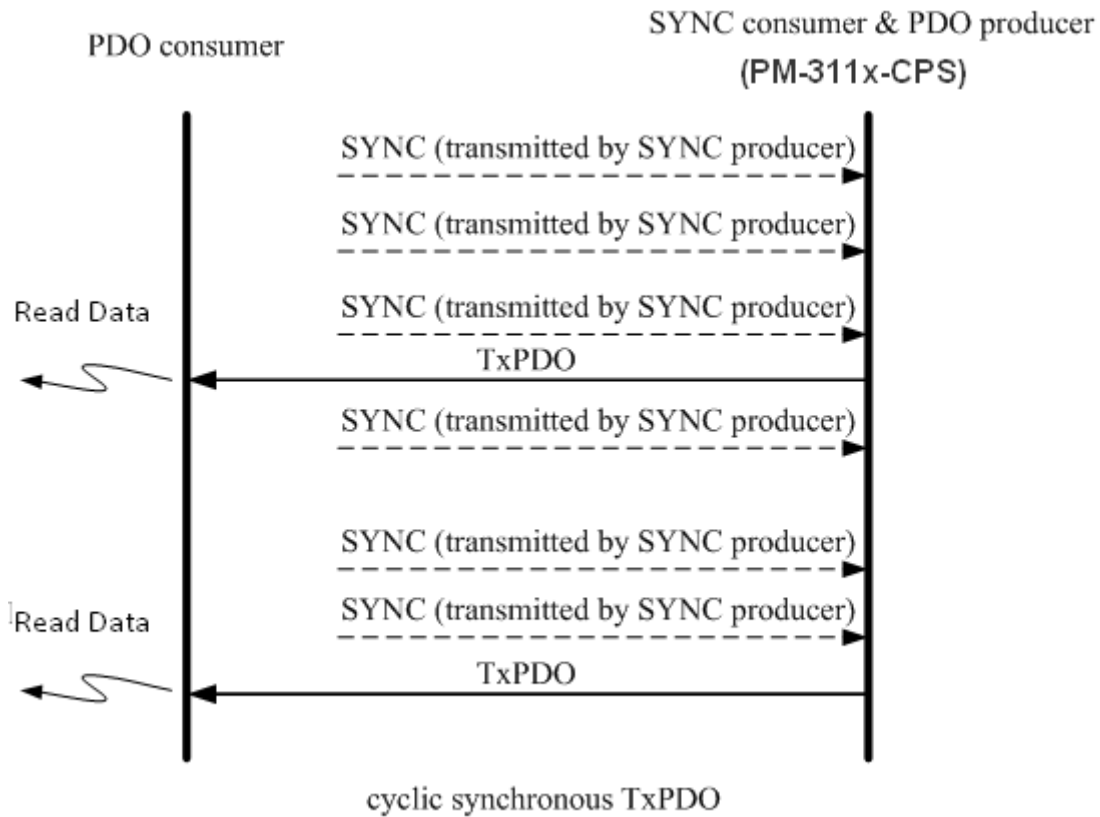 PDO consumer
SYNC consumer & PDO producer
(PM-311x-CPS)
SYNC (transmitted by SYNC producer)
SYNC (transmitted by SYNC producer)
Read Data
SYNC (transmitted by SYNC producer)
TxPDO
SYNC (transmitted by SYNC producer)
SYNC (transmitted by SYNC producer)
Read Data
SYNC (transmitted by SYNC producer)
TxPDO
cyclic synchronous TxPDO